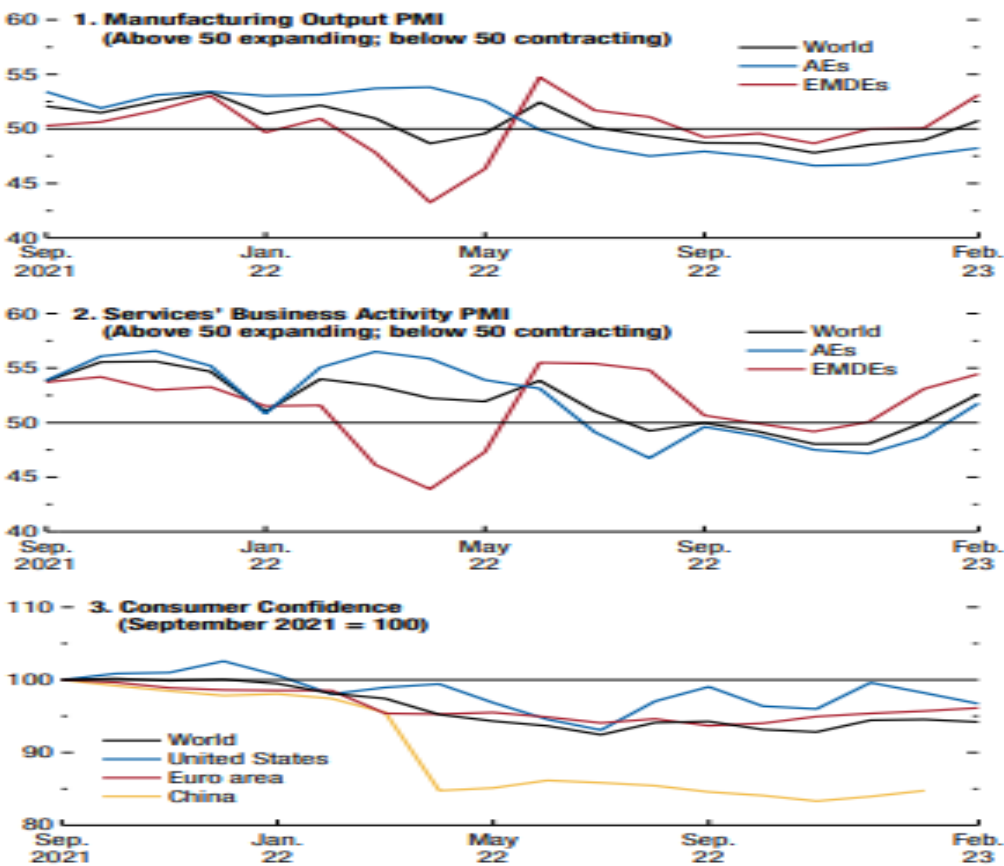 1. Manufacturing Output PMI
(Above 50 expanding; below 50 contracting)
World
AEs
EMDEs
60
55
50
45
40
Sep. Jan. May Sep. Feb.
2021 22 22 22 23
2. Services' Business Activity PMI
(Above 50 expanding; below 50 contracting)
World
AEs
EMDEs
60
55
50
45
40
Sep. Jan. May Sep. Feb.
2021 22 22 22 23
3. Consumer Confidence
(September 2021 = 100)
110
100
90
80
World
United States
Euro area
China
Sep. Jan. May Sep. Feb.
2021 22 22 22 23